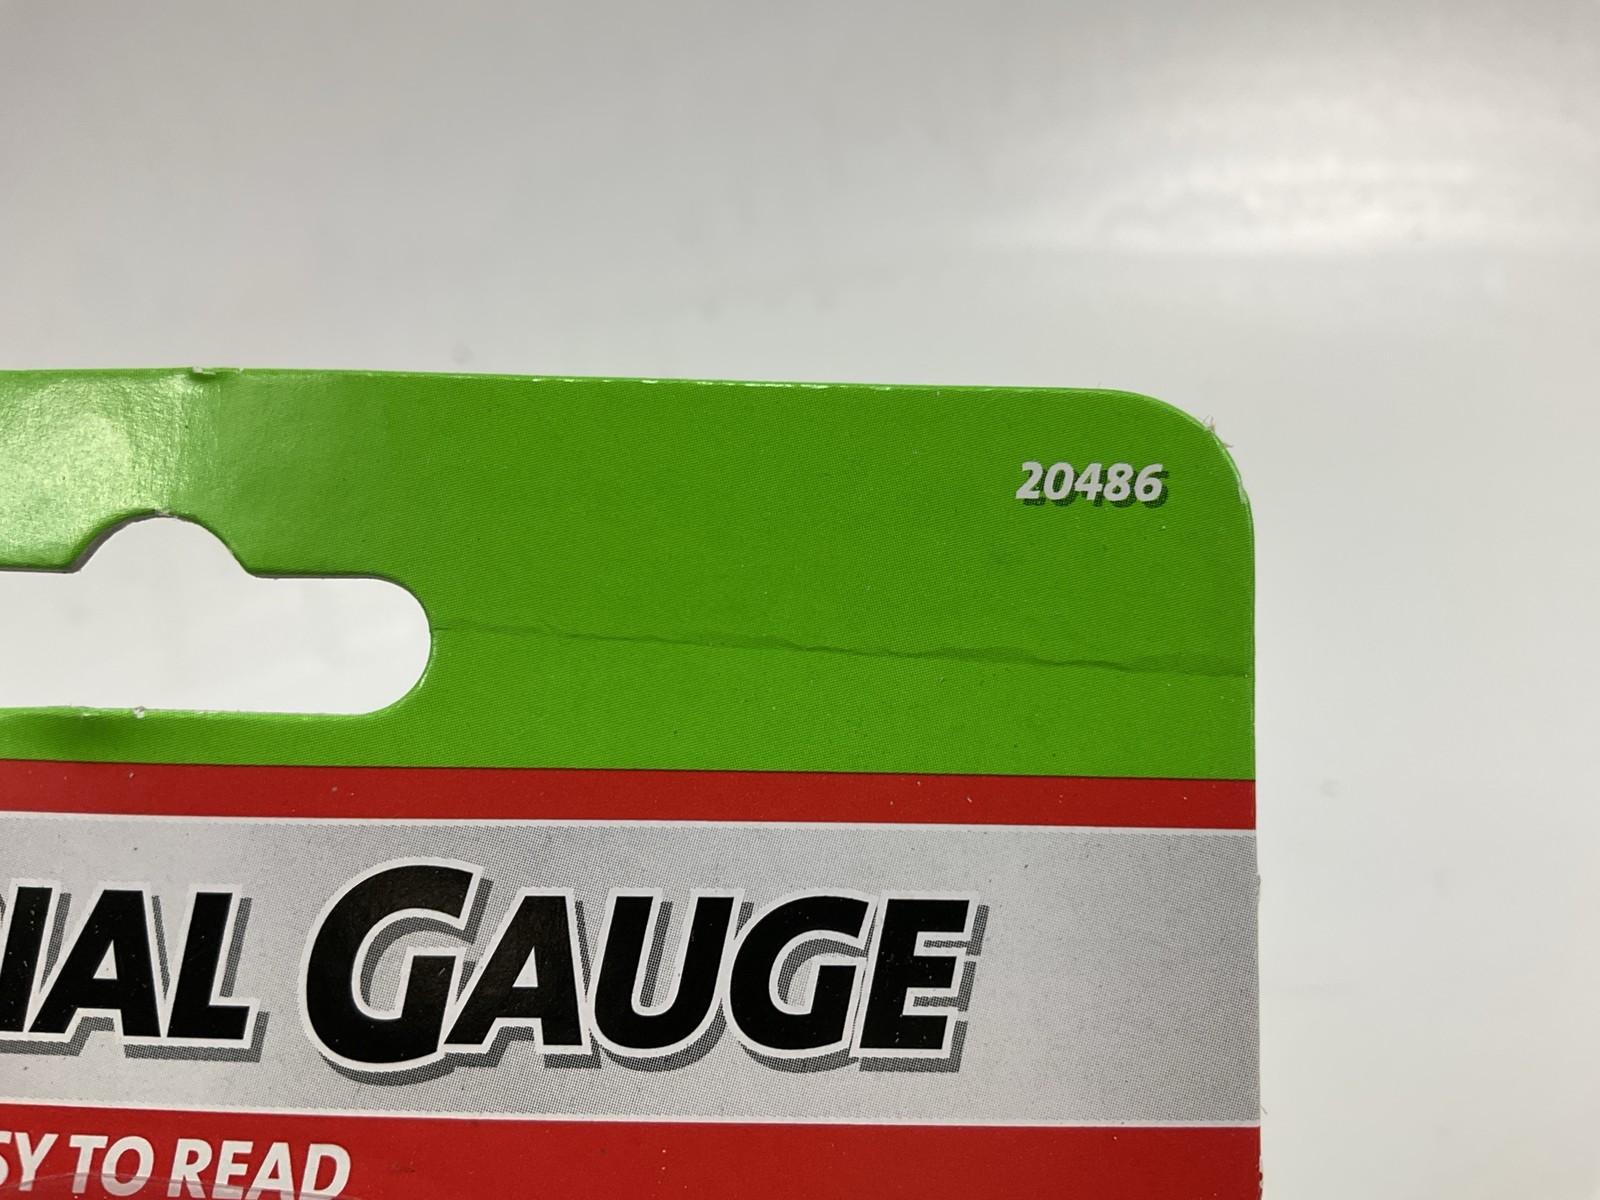 20486
IAL GAUGE
SY TO READ